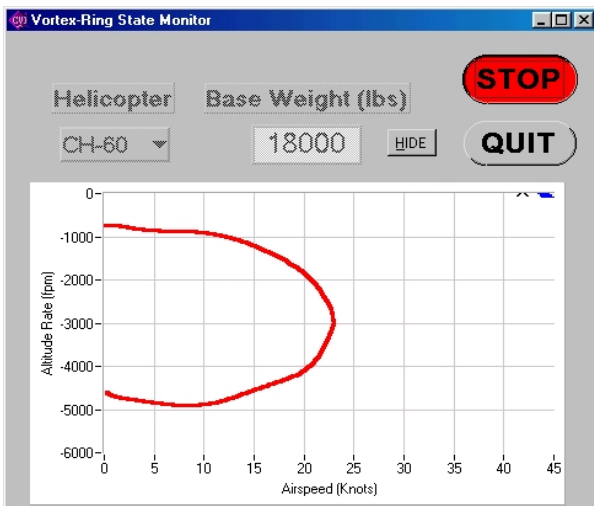 CVI Vortex-Ring State Monitor
Helicopter Base Weight (lbs) STOP
CH-60 18000 HIDE QUIT
0
-1000
-2000
-3000
-4000
-5000
-6000
Altitude Rate (fpm)
0 5 10 15 20 25 30 35 40 45
Airspeed (Knots)